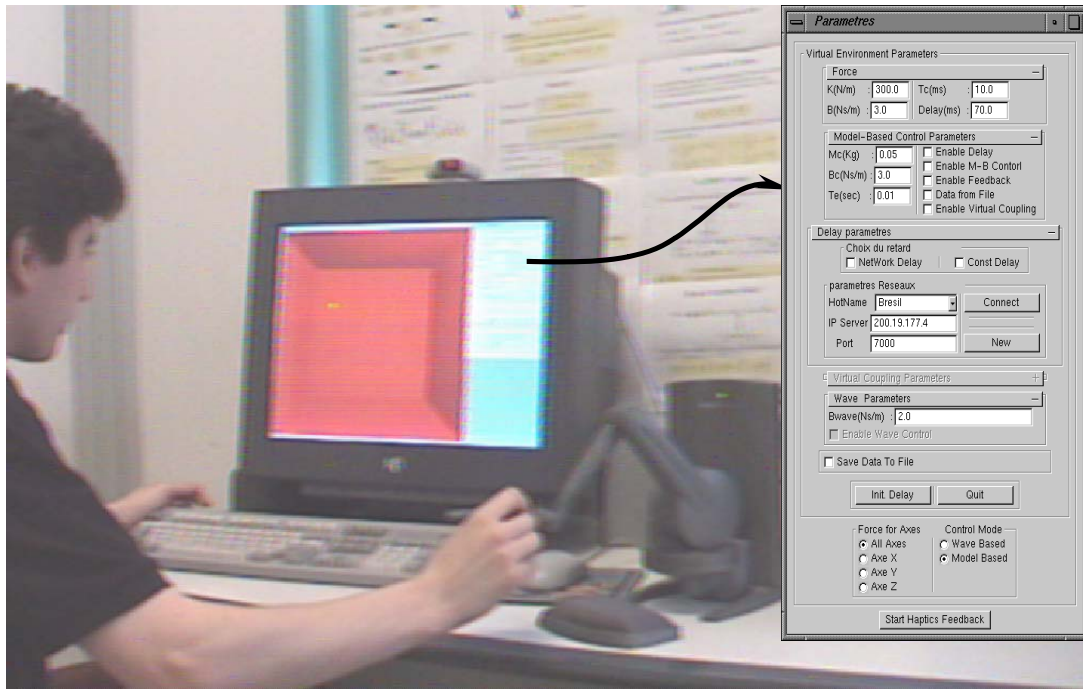 Parametres
Virtual Environment Parameters
Force
K(N/m) : 300.0 Tc(ms) : 10.0
B(Ns/m) : 3.0 Delay(ms) : 70.0
Model-Based Control Parameters
Mc(Kg) : 0.05 Enable Delay
Enable M-B Contorl
Bc(Ns/m) : 3.0 Enable Feedback
Te(sec) : 0.01 Data from File
Enable Virtual Coupling
Delay parametres
Choix du retard
NetWork Delay Const Delay
parametres Reseaux
HotName Bresil Connect
IP Server 200.19.177.4
Port 7000 New
Virtual Coupling Parameters
Wave Parameters
Bwave(Ns/m) : 2.0
Enable Wave Control
Save Data To File
Init. Delay Quit
Force for Axes Control Mode
All Axes Wave Based
Axe X Model Based
Axe Y
Axe Z
Start Haptics Feedback